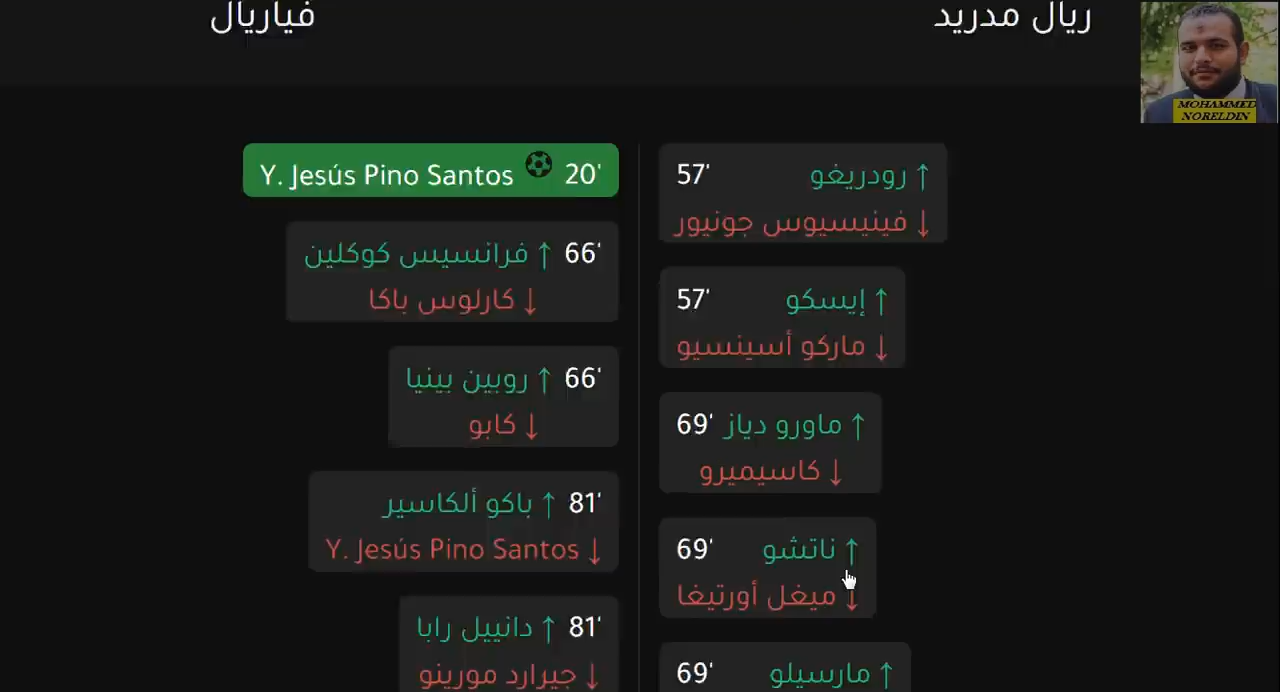 ريال مدريد
فياريال
MOHAMMED
NORELDIN
57' رودريغو ↑
فينيسيوس جونيور ↓
57' إيسكو ↑
ماركو أسينسيو ↓
69' ماورو دياز ↑
كاسيميرو ↓
69' ناتشو ↑
ميغل أورتيغا ↓
69' مارسيلو ↑
Y. Jesús Pino Santos 20'
فرانسيس كوكلين ↑ 66'
كارلوس باكا ↓
روبين بينيا ↑ 66'
كابو ↓
باكو ألكاسير ↑ 81'
Y. Jesús Pino Santos ↓
دانييل رابا ↑ 81'
جيرارد مورينو ↓